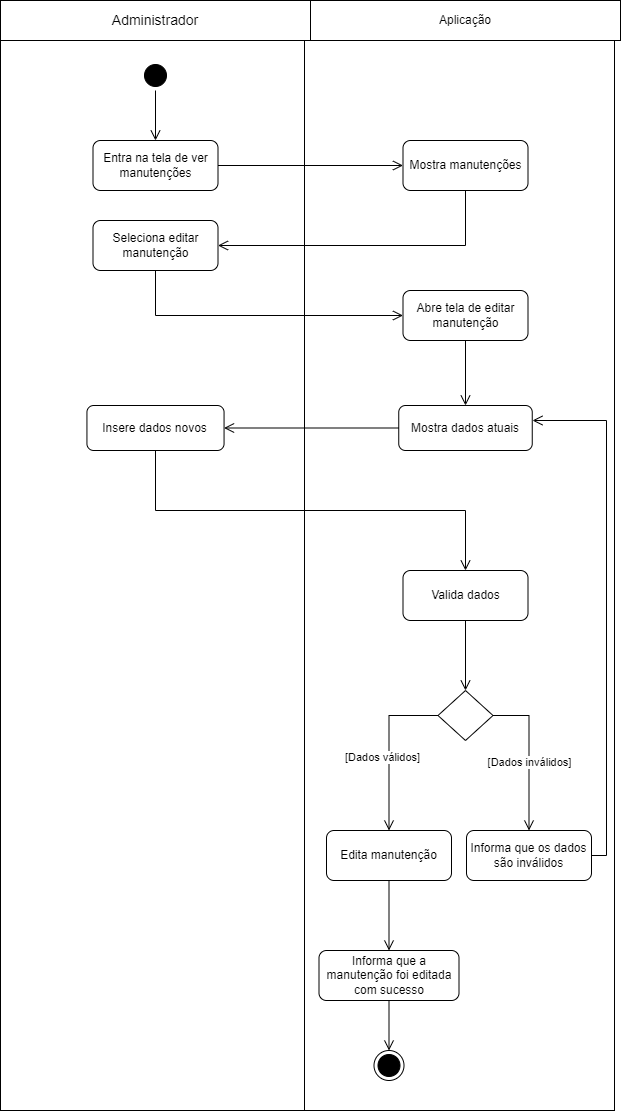 Administrador
Aplicação
Entra na tela de ver
manutenções
Mostra manutenções
Seleciona editar
manutenção
Abre tela de editar
manutenção
Insere dados novos
Mostra dados atuais
Valida dados
[Dados válidos]
[Dados inválidos]
Edita manutenção
Informa que os dados
são inválidos
Informa que a
manutenção foi editada
com sucesso